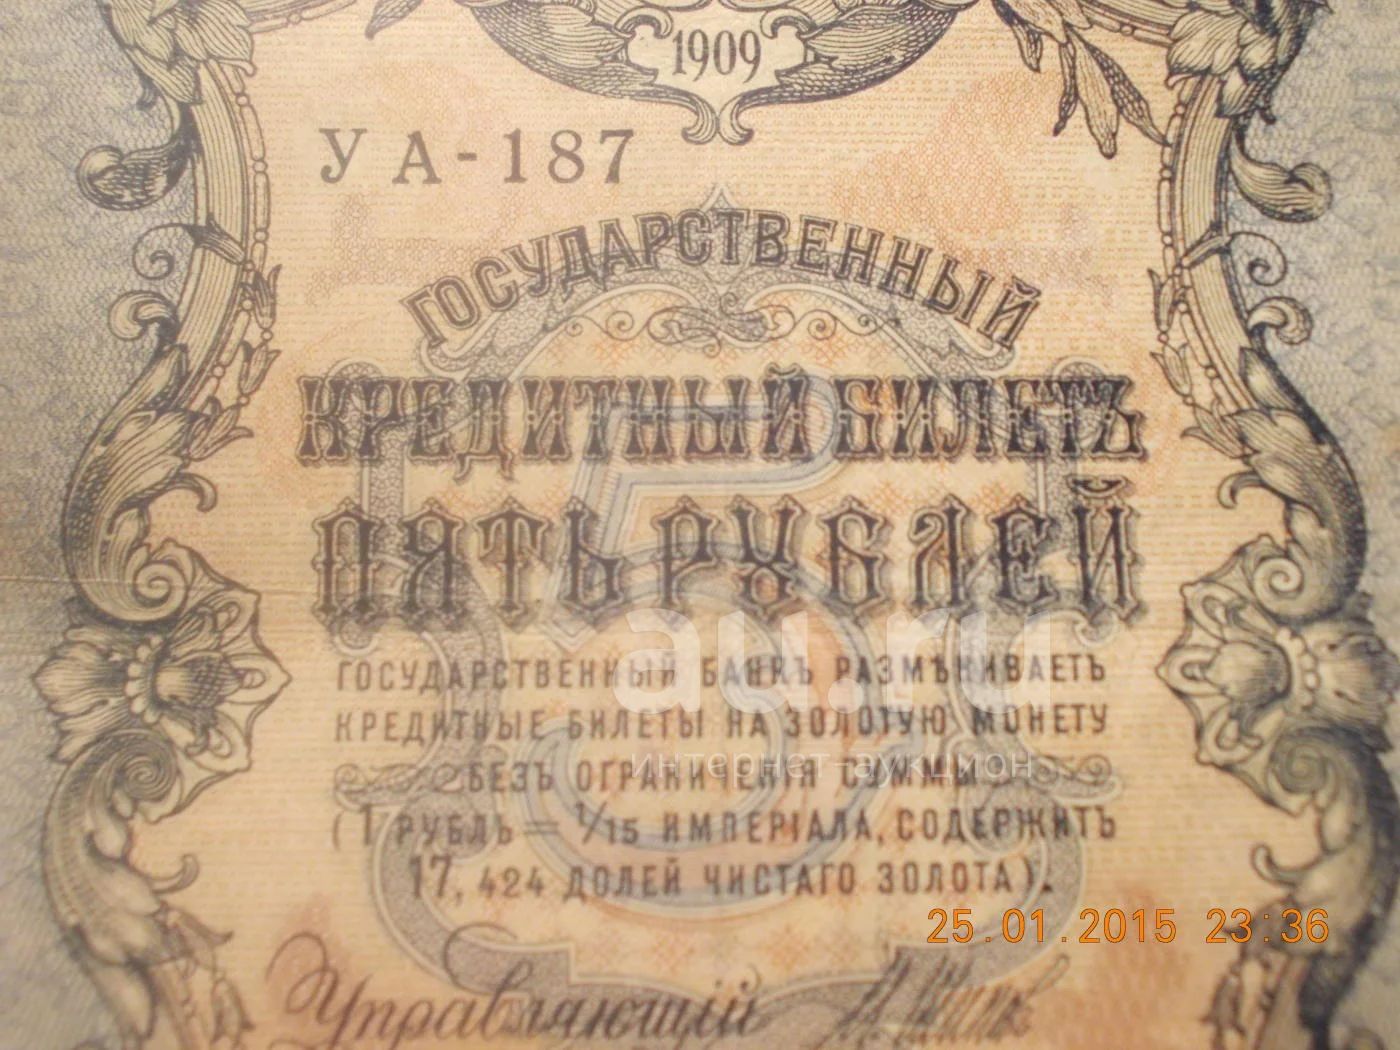 1909
УА-187
ГОСУДАРСТВЕННЫЙ
КРЕДИТНЫЙ БИЛЕТЪ
ПЯТЬ РУБЛЕЙ
ГОСУДАРСТВЕННЫЙ БАНКЪ РАЗМѢНИВАЕТЪ
КРЕДИТНЫЕ БИЛЕТЫ НА ЗОЛОТУЮ МОНЕТУ
БЕЗЪ ОГРАНИЧЕНІЯ СУММЫ
(1 РУБЛЬ = 1/15 ИМПЕРІАЛА, СОДЕРЖИТЪ
17,424 ДОЛЕЙ ЧИСТАГО ЗОЛОТА).
Управляющій
au.ru
интернет-аукцион
25.01.2015 23:36